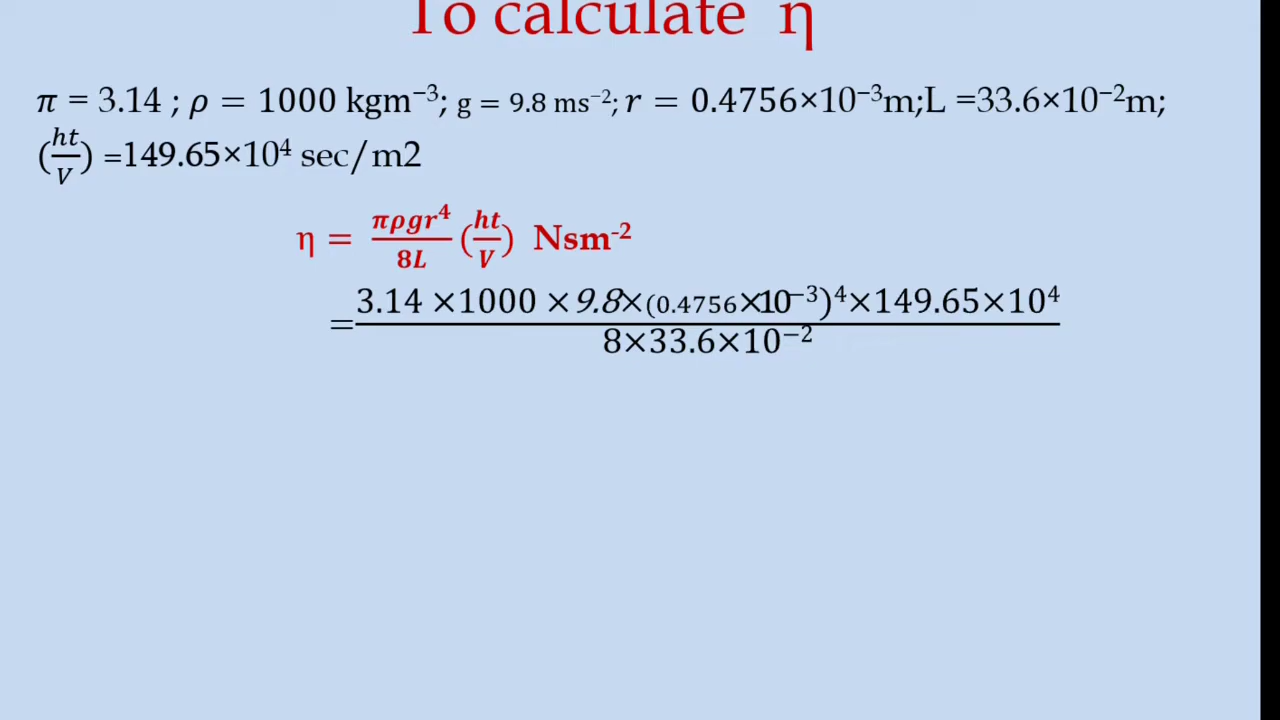 To calculate η
π = 3.14 ; ρ = 1000 kgm⁻³; g = 9.8 ms⁻²; r = 0.4756×10⁻³m;L =33.6×10⁻²m;
(ht/V) =149.65×10⁴ sec/m2
η = πρgr⁴/8L (ht/V) Nsm⁻²
=3.14 ×1000 ×9.8×(0.4756×10⁻³)⁴×149.65×10⁴
8×33.6×10⁻²